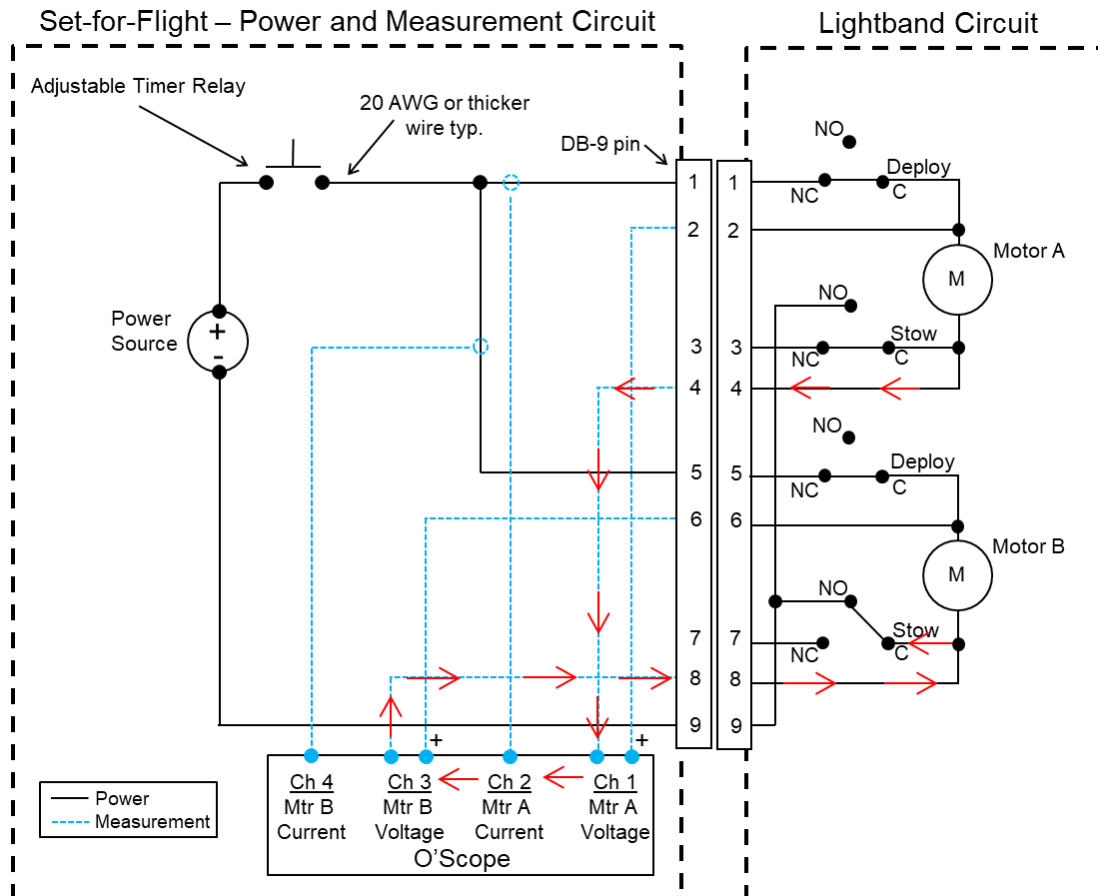 Set-for-Flight – Power and Measurement Circuit
Lightband Circuit
Adjustable Timer Relay
20 AWG or thicker
wire typ.
DB-9 pin
NO
Deploy
1
1
NC
C
2
2
Motor A
M
NO
Power
Source
+
-
3
3
Stow
NC
C
4
4
NO
Deploy
5
5
NC
C
6
6
Motor B
M
NO
7
7
Stow
NC
C
8
8
9
9
+
+
Ch 4
Mtr B
Current
Ch 3
Mtr B
Voltage
Ch 2
Mtr A
Current
Ch 1
Mtr A
Voltage
O'Scope
Power
Measurement